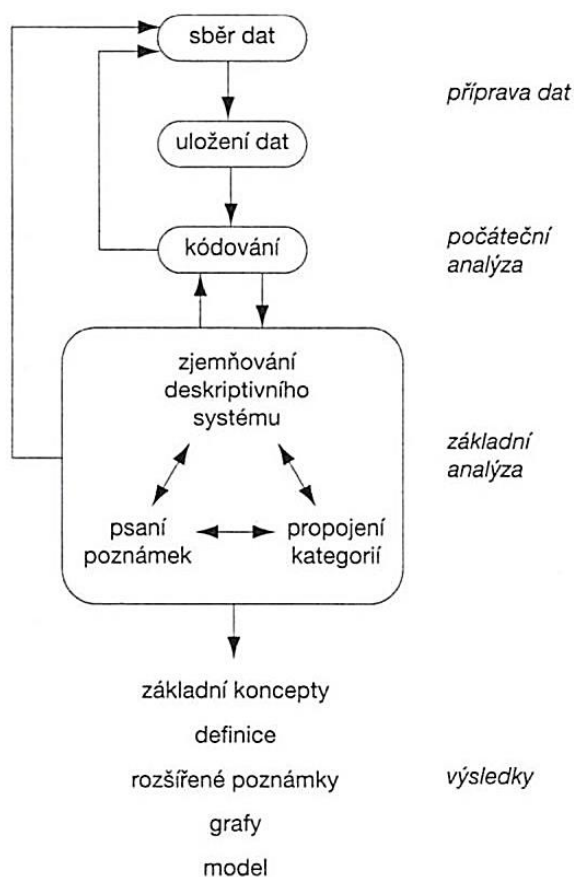 sběr dat
příprava dat
uložení dat
kódování
počáteční
analýza
zjemňování
deskriptivního
systému
základní
analýza
psaní
poznámek
propojení
kategorií
základní koncepty
definice
rozšířené poznámky
výsledky
grafy
model